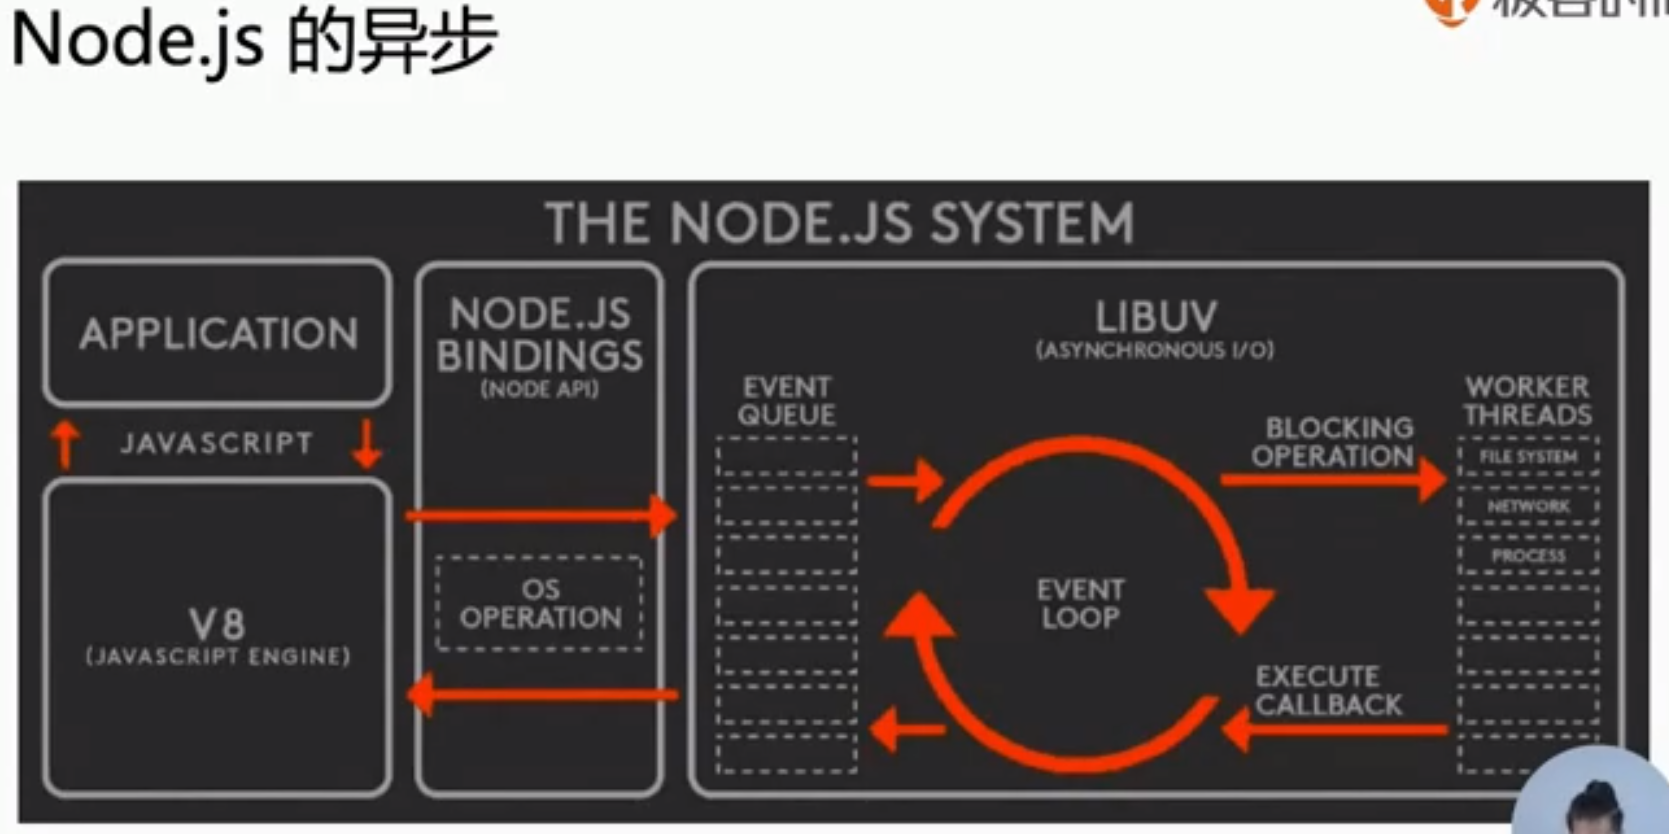 Node.js 的异步
THE NODE.JS SYSTEM
APPLICATION
JAVASCRIPT
V8
(JAVASCRIPT ENGINE)
NODE.JS
BINDINGS
(NODE API)
OS
OPERATION
LIBUV
(ASYNCHRONOUS I/O)
EVENT
QUEUE
EVENT
LOOP
BLOCKING
OPERATION
EXECUTE
CALLBACK
WORKER
THREADS
FILE SYSTEM
NETWORK
PROCESS